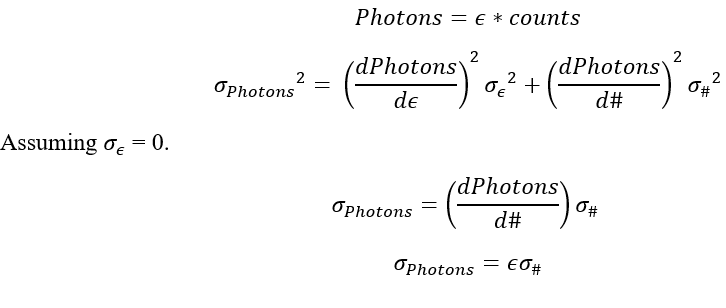 Photons = ϵ * counts
σ_Photons² = (dPhotons/dϵ)² σ_ϵ² + (dPhotons/d#)² σ_#²
Assuming σ_ϵ = 0.
σ_Photons = (dPhotons/d#) σ_#
σ_Photons = ϵσ_#